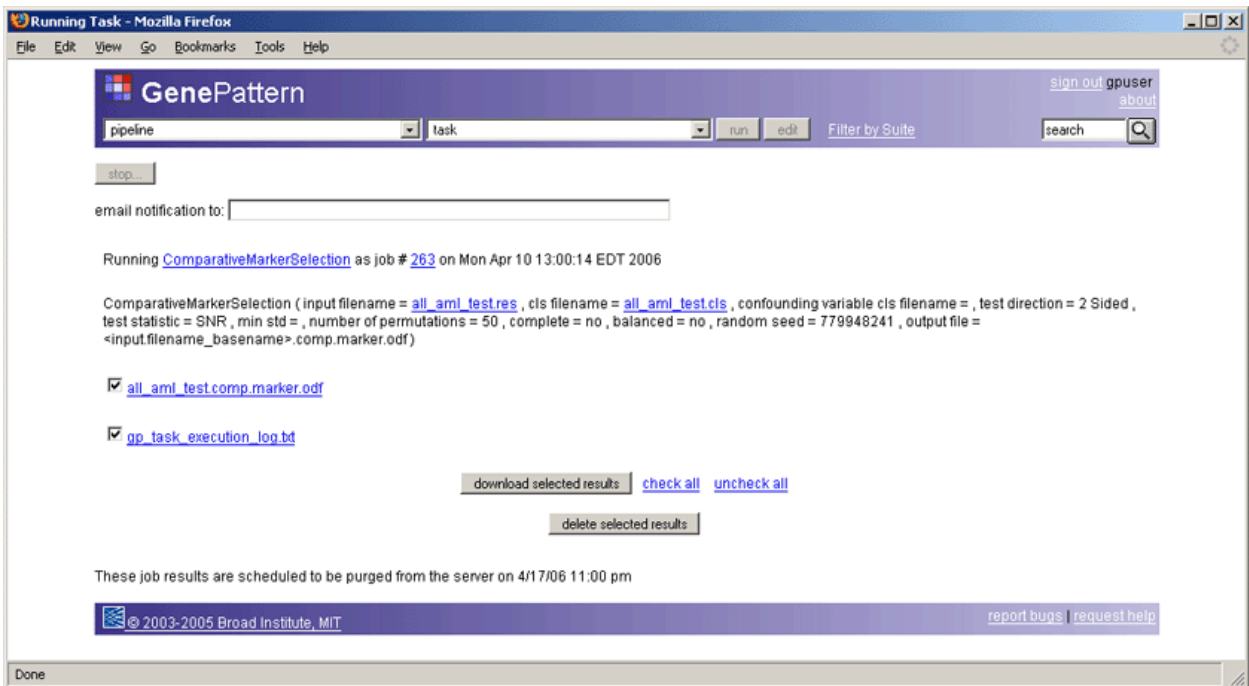 Running Task - Mozilla Firefox
File Edit View Go Bookmarks Tools Help
GenePattern
sign out gpuser
about
pipeline task run edit Filter by Suite search
stop...
email notification to:
Running ComparativeMarkerSelection as job # 263 on Mon Apr 10 13:00:14 EDT 2006
ComparativeMarkerSelection ( input filename = all_aml_test.res , cls filename = all_aml_test.cls , confounding variable cls filename = , test direction = 2 Sided ,
test statistic = SNR , min std = , number of permutations = 50 , complete = no , balanced = no , random seed = 779948241 , output file =
<input.filename_basename>.comp.marker.odf)
all_aml_test.comp.marker.odf
gp_task_execution_log.txt
download selected results check all uncheck all
delete selected results
These job results are scheduled to be purged from the server on 4/17/06 11:00 pm
© 2003-2005 Broad Institute, MIT report bugs | request help
Done